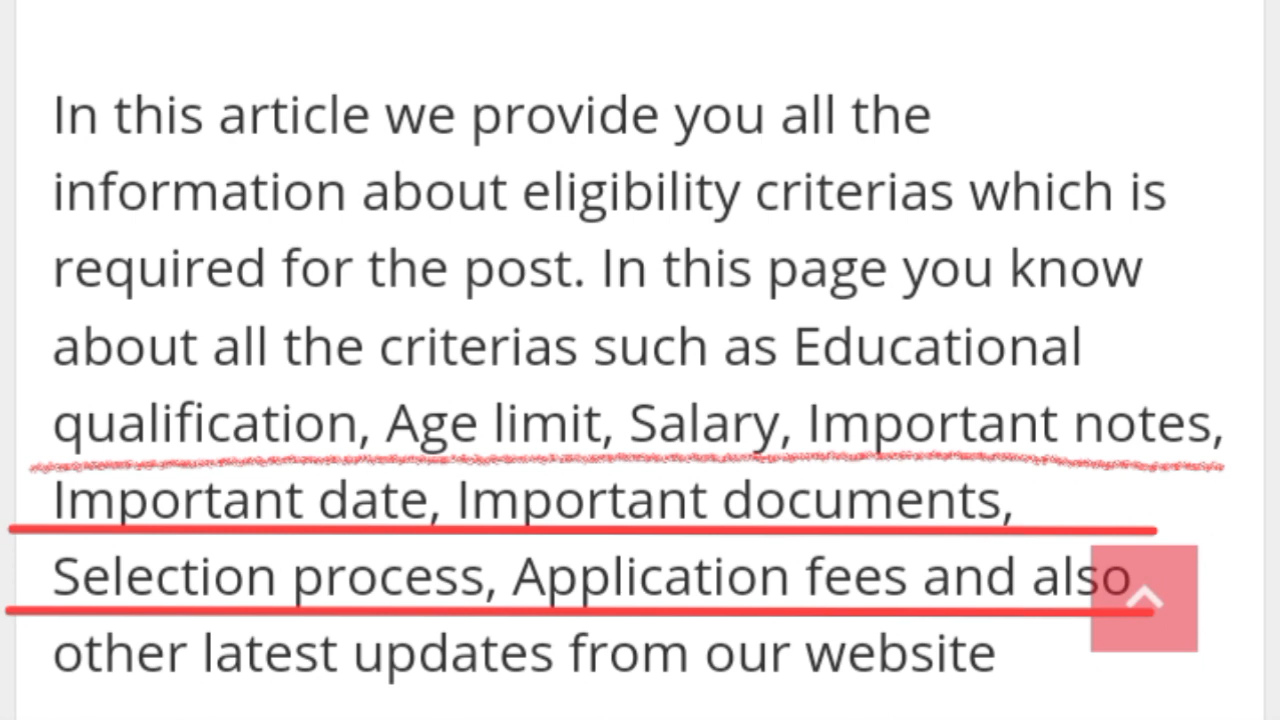 In this article we provide you all the
information about eligibility criterias which is
required for the post. In this page you know
about all the criterias such as Educational
qualification, Age limit, Salary, Important notes,
Important date, Important documents,
Selection process, Application fees and also
other latest updates from our website